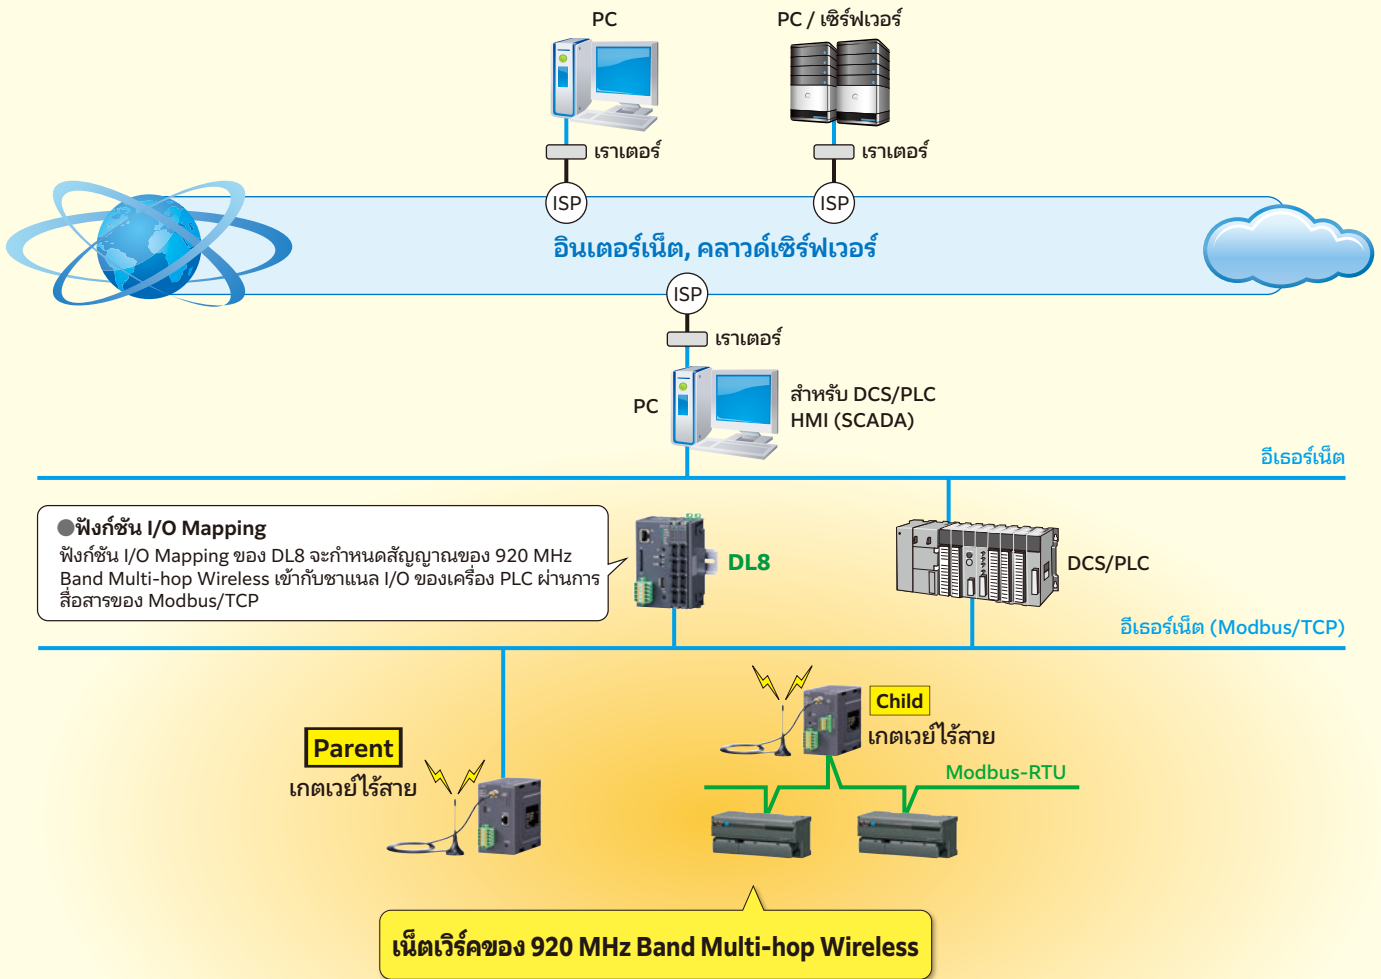 PC
PC / เซิร์ฟเวอร์
เราเตอร์
เราเตอร์
ISP
ISP
อินเตอร์เน็ต, คลาวด์เซิร์ฟเวอร์
ISP
เราเตอร์
PC
สำหรับ DCS/PLC
HMI (SCADA)
อีเธอร์เน็ต
●ฟังก์ชัน I/O Mapping
ฟังก์ชัน I/O Mapping ของ DL8 จะกำหนดสัญญาณของ 920 MHz
Band Multi-hop Wireless เข้ากับชาแนล I/O ของเครื่อง PLC ผ่านการ
สื่อสารของ Modbus/TCP
DL8
DCS/PLC
อีเธอร์เน็ต (Modbus/TCP)
Parent
เกตเวย์ไร้สาย
Child
เกตเวย์ไร้สาย
Modbus-RTU
เน็ตเวิร์คของ 920 MHz Band Multi-hop Wireless